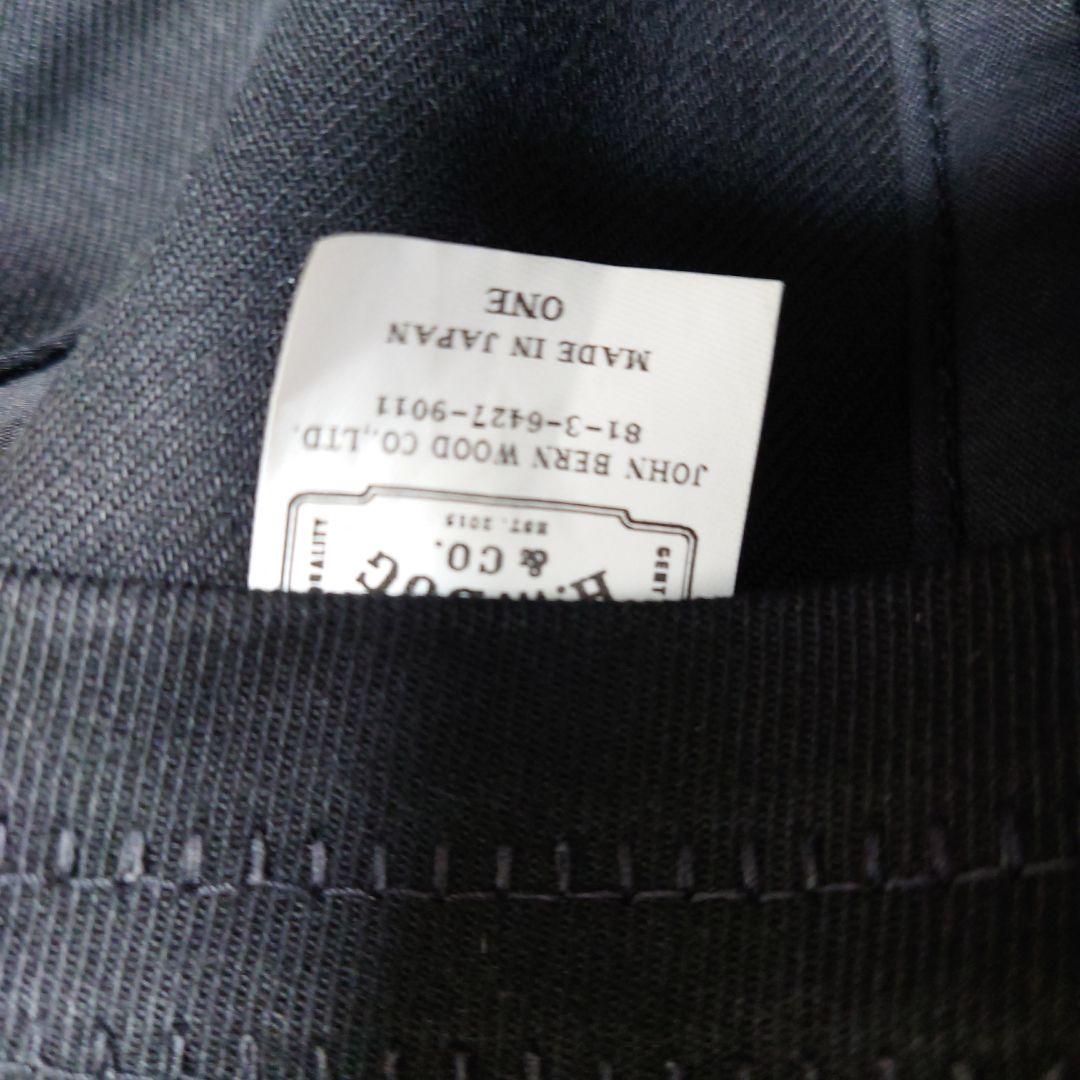 & CO.
EST. 2015
JOHN BERN WOOD CO.,LTD.
81-3-6427-9011
MADE IN JAPAN
ONE